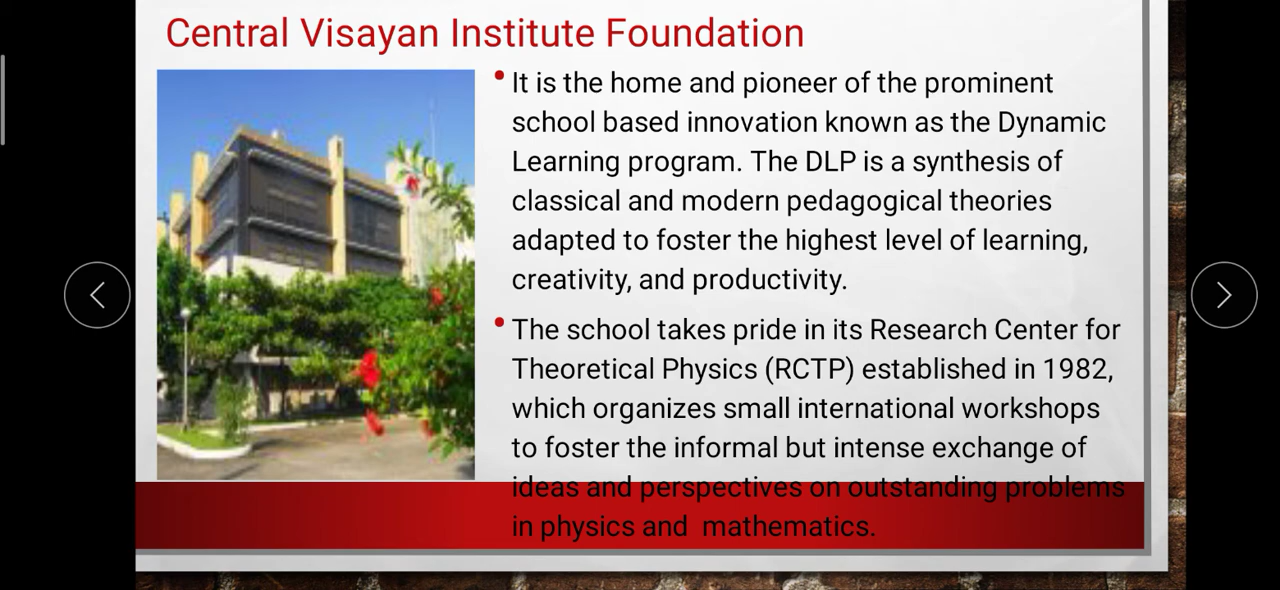 Central Visayan Institute Foundation
• It is the home and pioneer of the prominent
school based innovation known as the Dynamic
Learning program. The DLP is a synthesis of
classical and modern pedagogical theories
adapted to foster the highest level of learning,
creativity, and productivity.
• The school takes pride in its Research Center for
Theoretical Physics (RCTP) established in 1982,
which organizes small international workshops
to foster the informal but intense exchange of
ideas and perspectives on outstanding problems
in physics and  mathematics.